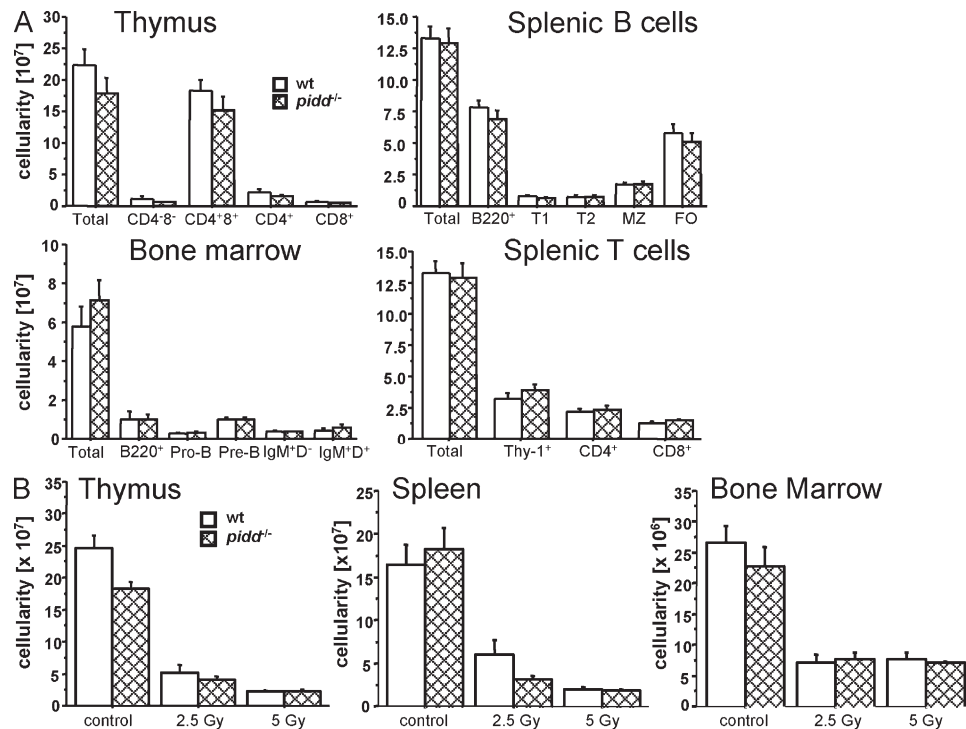 A Thymus
cellularity [10⁷]
30
25
20
15
10
5
0
wt
pidd⁻/⁻
Total CD4⁻8⁻ CD4⁺8⁺ CD4⁺ CD8⁺
Splenic B cells
15.0
12.5
10.0
7.5
5.0
2.5
0
Total B220⁺ T1 T2 MZ FO
Bone marrow
cellularity [10⁷]
10
8
6
4
2
0
Total B220⁺ Pro-B Pre-B IgM⁺D⁻ IgM⁺D⁺
Splenic T cells
15.0
12.5
10.0
7.5
5.0
2.5
0
Total Thy-1⁺ CD4⁺ CD8⁺
B Thymus
cellularity [x 10⁷]
30
25
20
15
10
5
0
wt
pidd⁻/⁻
control 2.5 Gy 5 Gy
Spleen
cellularity [x10⁷]
25
20
15
10
5
0
control 2.5 Gy 5 Gy
Bone Marrow
cellularity [x 10⁶]
35
30
25
20
15
10
5
0
control 2.5 Gy 5 Gy